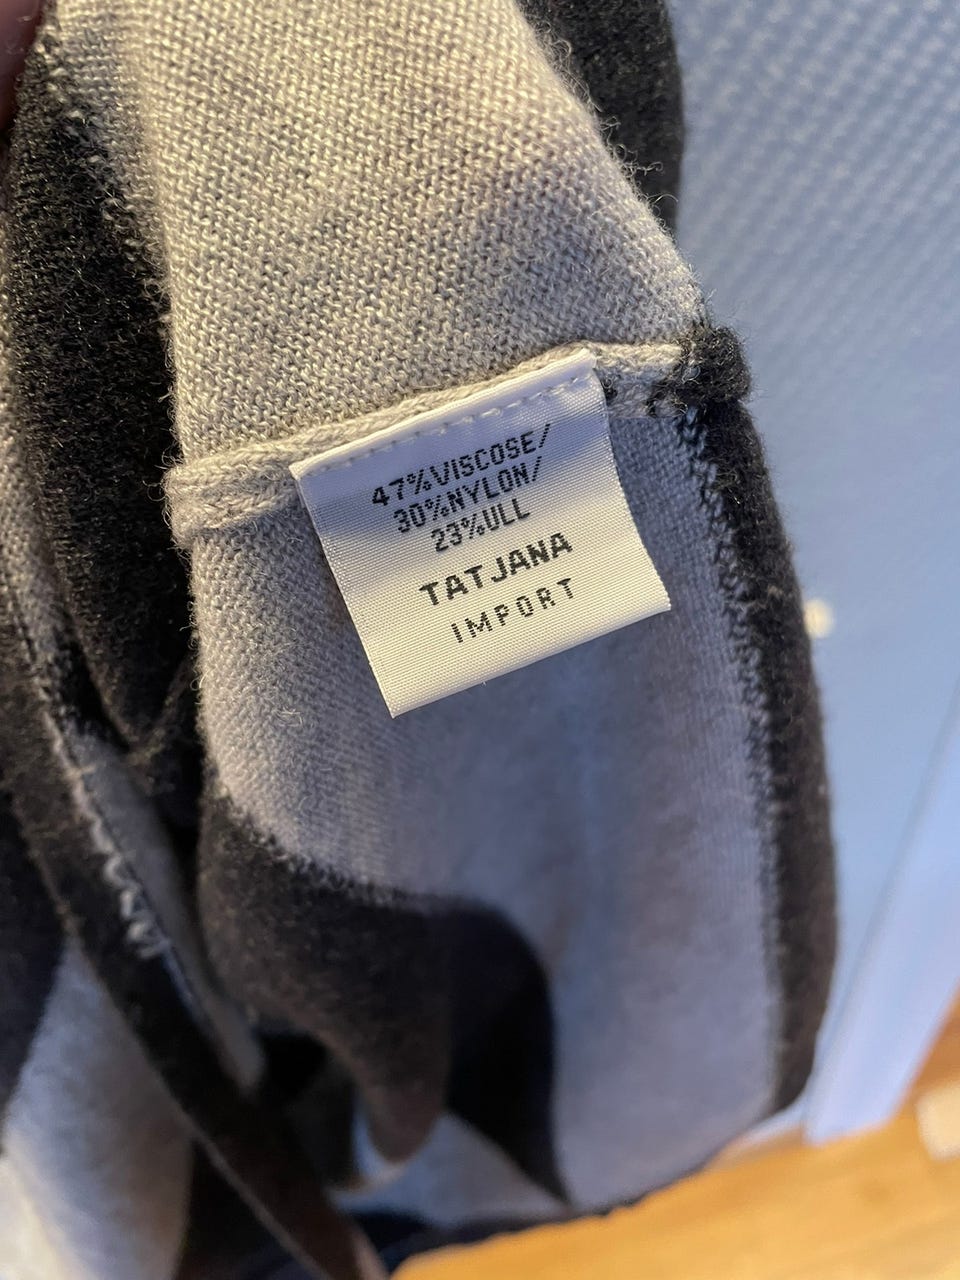 47%VISCOSE/
30%NYLON/
23%ULL
TATJANA
IMPORT